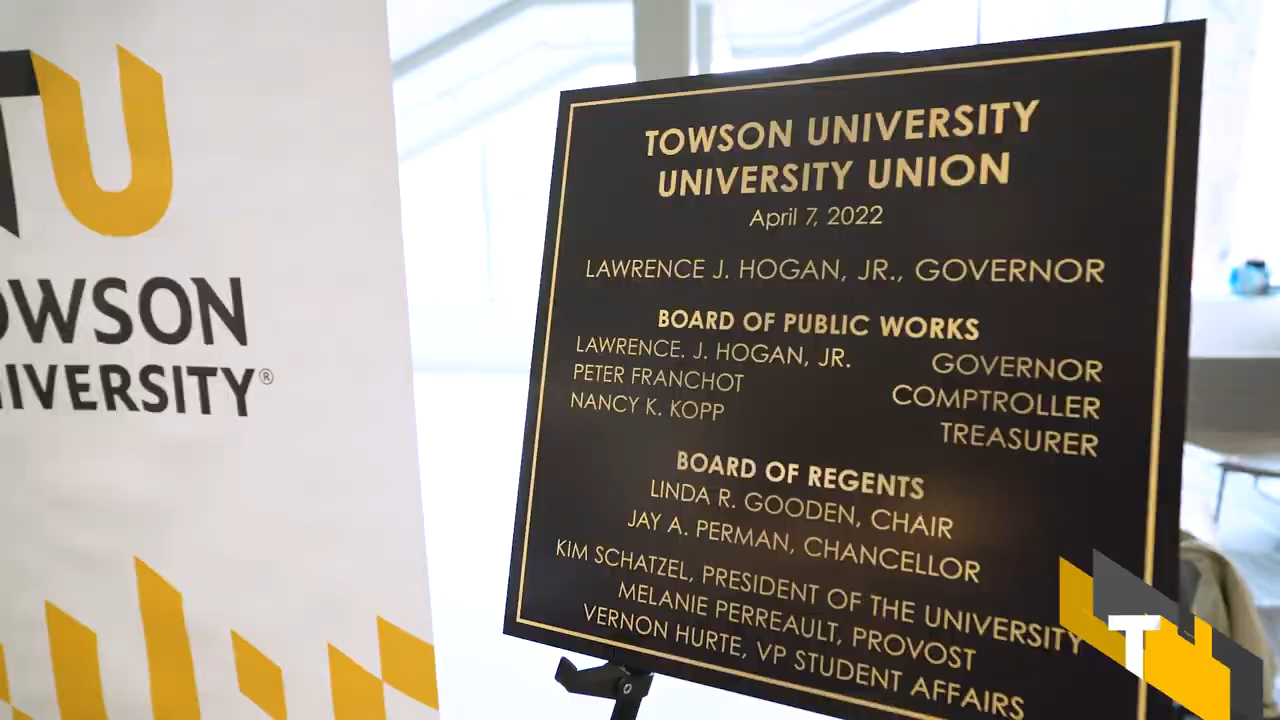 TU
OWSON
NIVERSITY®
TOWSON UNIVERSITY
UNIVERSITY UNION
April 7, 2022
LAWRENCE J. HOGAN, JR., GOVERNOR
BOARD OF PUBLIC WORKS
LAWRENCE. J. HOGAN, JR. GOVERNOR
PETER FRANCHOT COMPTROLLER
NANCY K. KOPP TREASURER
BOARD OF REGENTS
LINDA R. GOODEN, CHAIR
JAY A. PERMAN, CHANCELLOR
KIM SCHATZEL, PRESIDENT OF THE UNIVERSITY
MELANIE PERREAULT, PROVOST
VERNON HURTE, VP STUDENT AFFAIRS
TU